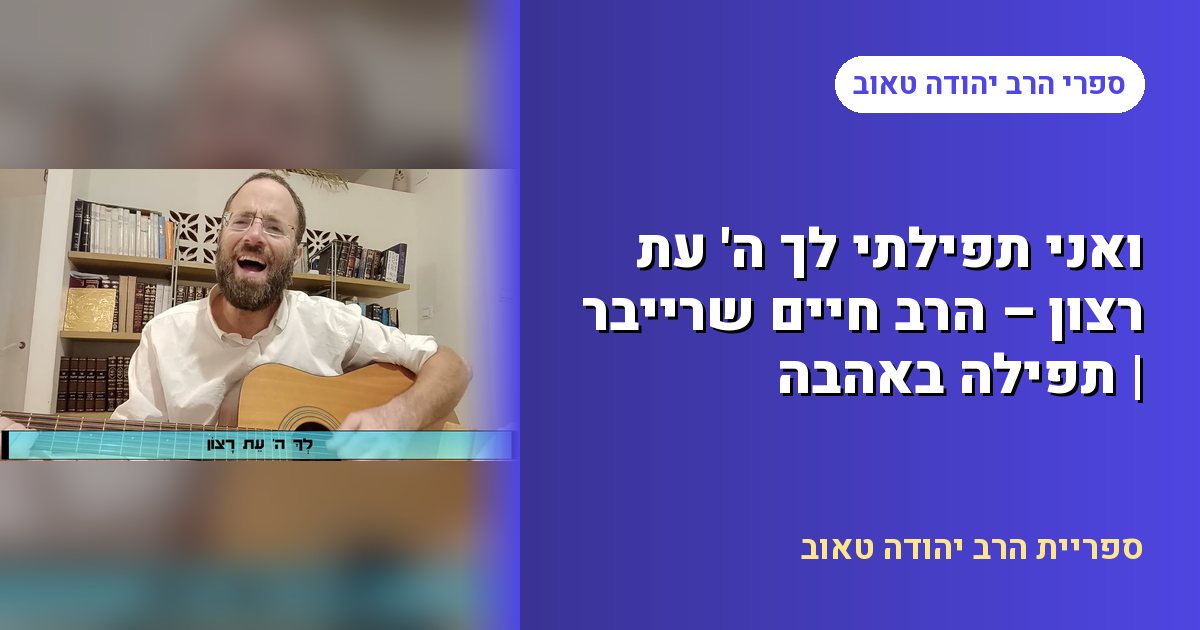 ספרי הרב יהודה טאוב
ואני תפילתי לך ה' עת
רצון – הרב חיים שרייבר
| תפילה באהבה
לְךָ ה' עֵת רָצוֹן
ספריית הרב יהודה טאוב